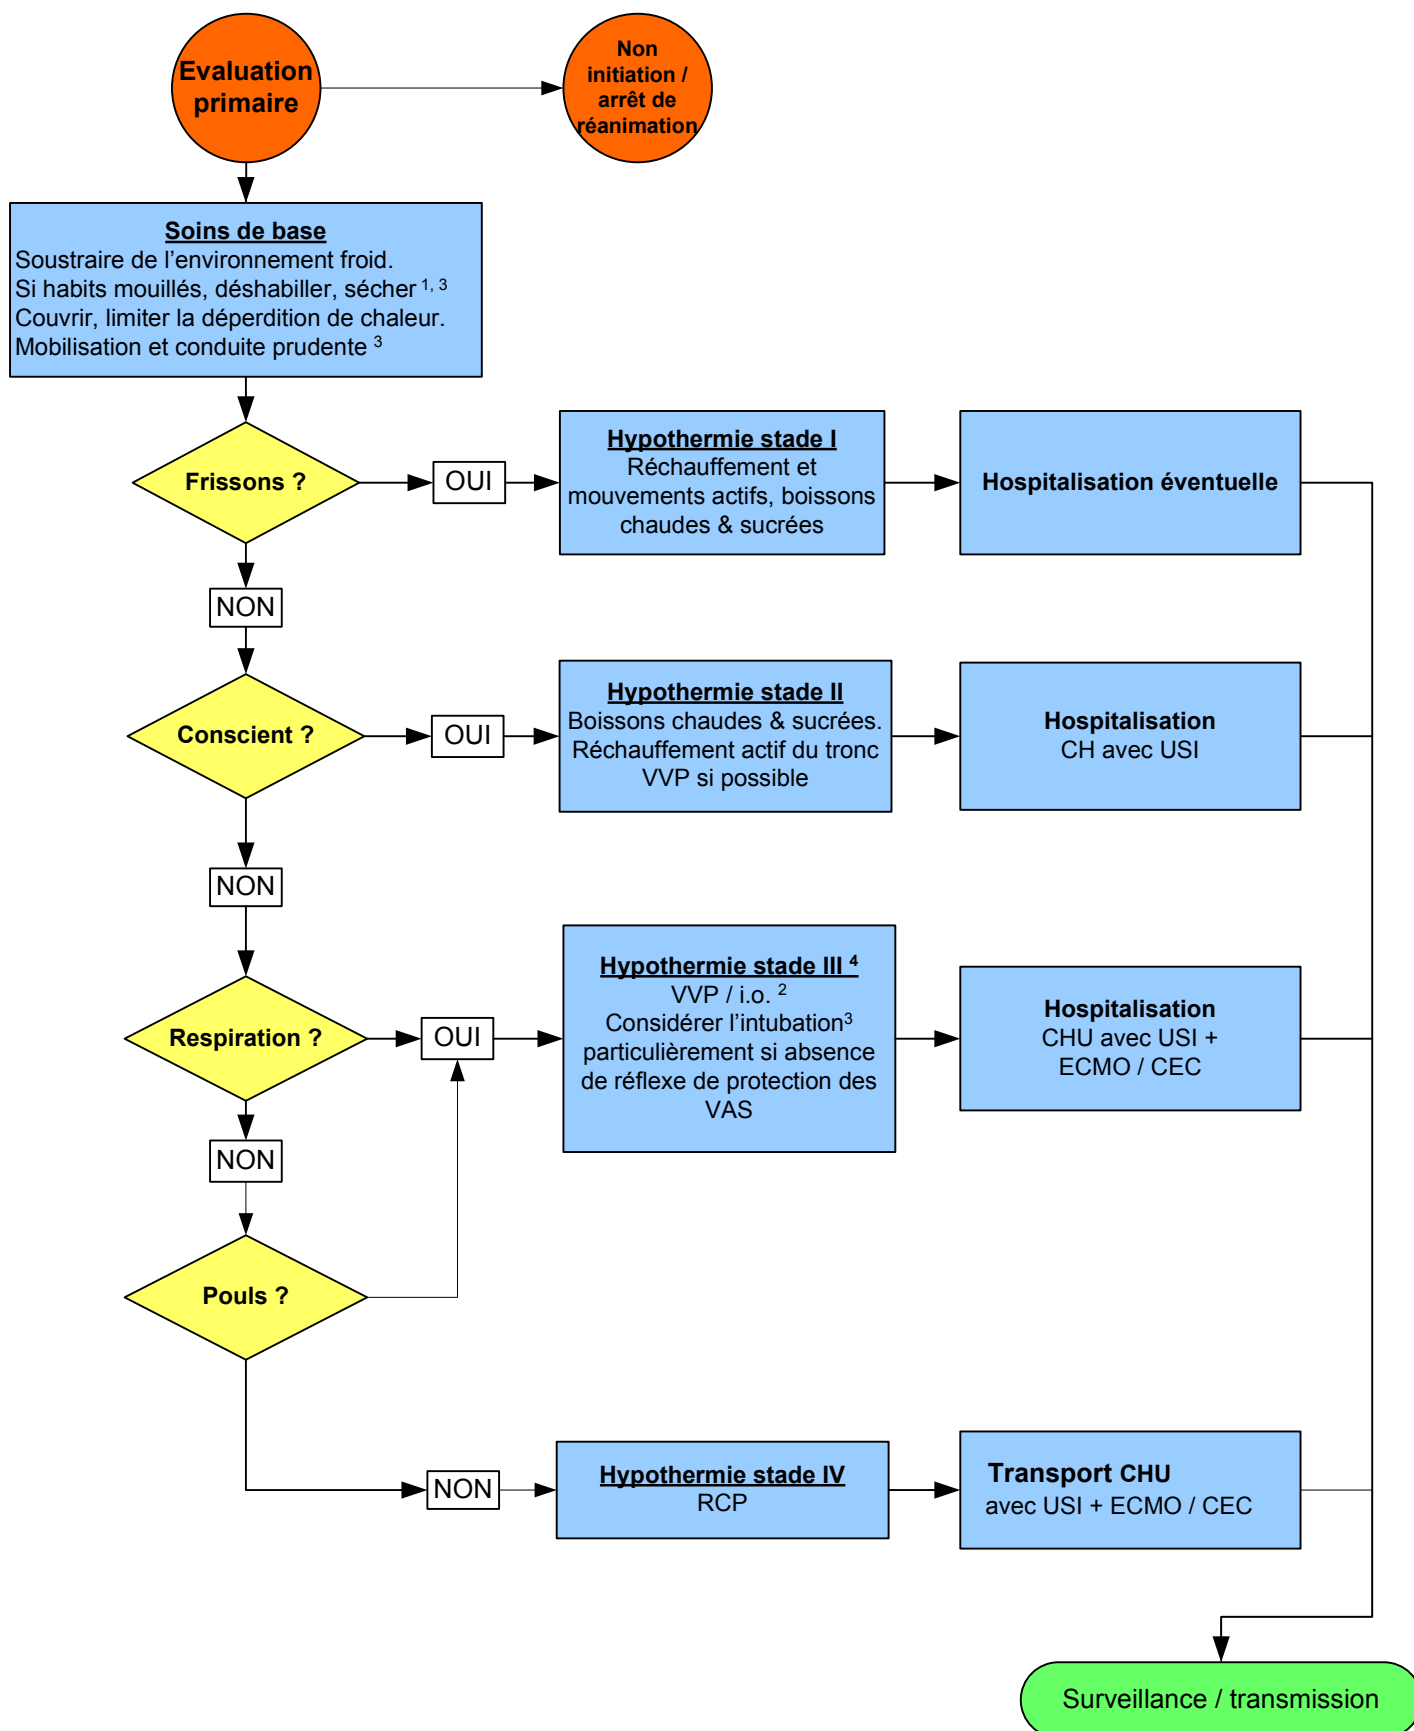 Evaluation
primaire
Non
initiation /
arrêt de
réanimation
Soins de base
Soustraire de l’environnement froid.
Si habits mouillés, déshabiller, sécher 1, 3
Couvrir, limiter la déperdition de chaleur.
Mobilisation et conduite prudente 3
Frissons ?
OUI
Hypothermie stade I
Réchauffement et
mouvements actifs, boissons
chaudes & sucrées
Hospitalisation éventuelle
NON
Conscient ?
OUI
Hypothermie stade II
Boissons chaudes & sucrées.
Réchauffement actif du tronc
VVP si possible
Hospitalisation
CH avec USI
NON
Respiration ?
OUI
Hypothermie stade III 4
VVP / i.o. 2
Considérer l’intubation3
particulièrement si absence
de réflexe de protection des
VAS
Hospitalisation
CHU avec USI +
ECMO / CEC
NON
Pouls ?
NON
Hypothermie stade IV
RCP
Transport CHU
avec USI + ECMO / CEC
Surveillance / transmission